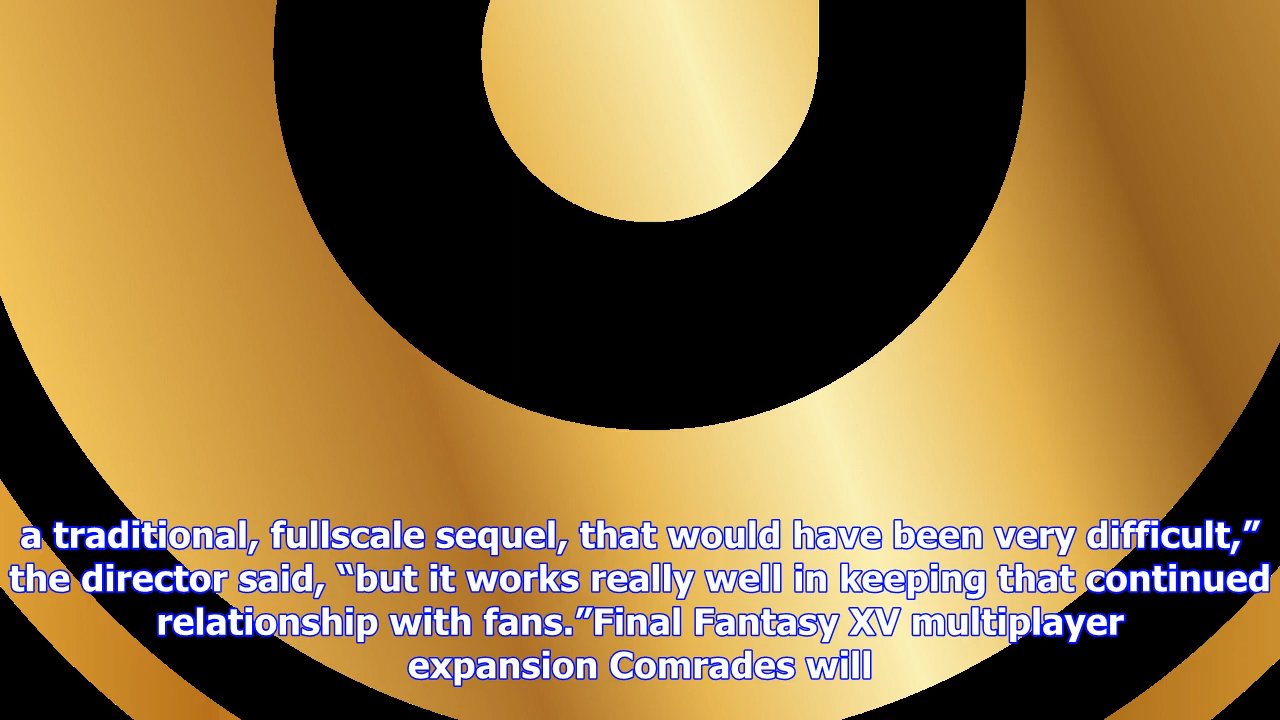 a traditional, fullscale sequel, that would have been very difficult,”
the director said, “but it works really well in keeping that continued
relationship with fans.”Final Fantasy XV multiplayer
expansion Comrades will